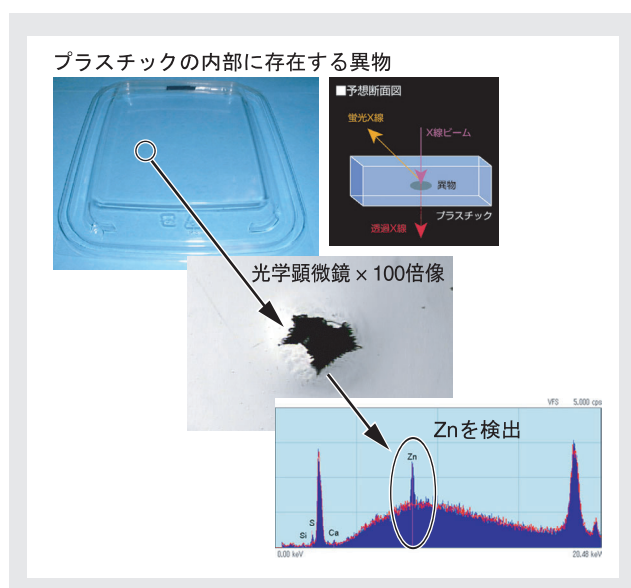 プラスチックの内部に存在する異物
■予想断面図
蛍光X線
X線ビーム
異物
プラスチック
透過X線
光学顕微鏡×100倍像
VFS 5.000 cps
Znを検出
Zn
S
Si
Ca
0.00 keV
20.48 keV